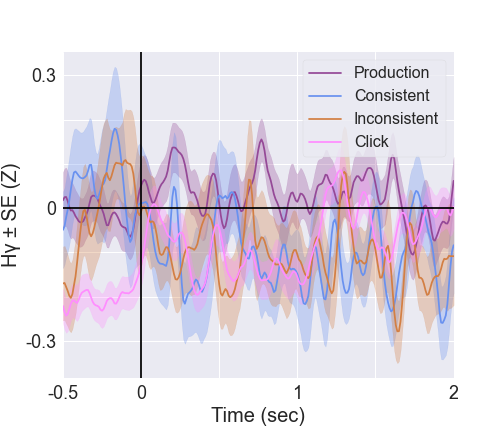 Production
Consistent
Inconsistent
Click
0.3
0
-0.3
Hγ ± SE (Z)
-0.5 0 1 2
Time (sec)